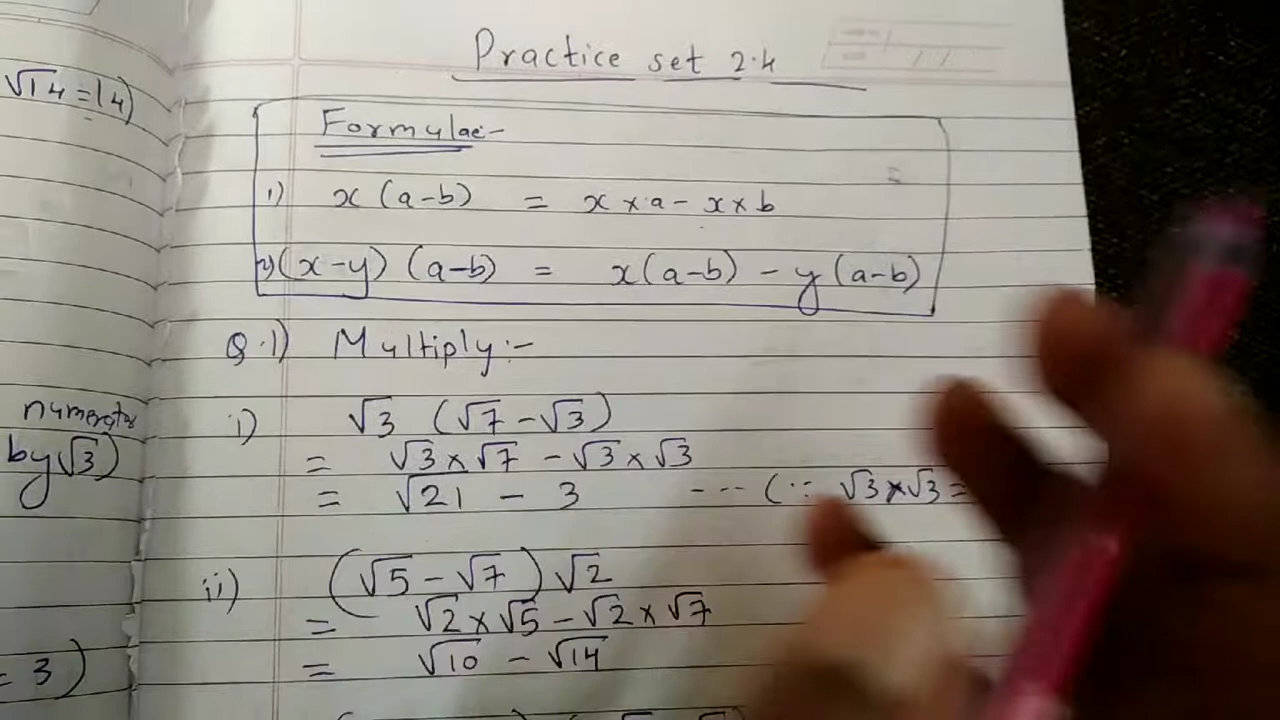 √14 = 14)
numerator
by √3)
= 3)
Practice set 2.4
Formulae:-
1) x (a-b) = x × a - x × b
2) (x-y) (a-b) = x(a-b) - y(a-b)
Q.1) Multiply:-
i) √3 (√7 - √3)
= √3 × √7 - √3 × √3
= √21 - 3 --- (∵ √3 × √3 =
ii) (√5 - √7) √2
= √2 × √5 - √2 × √7
= √10 - √14